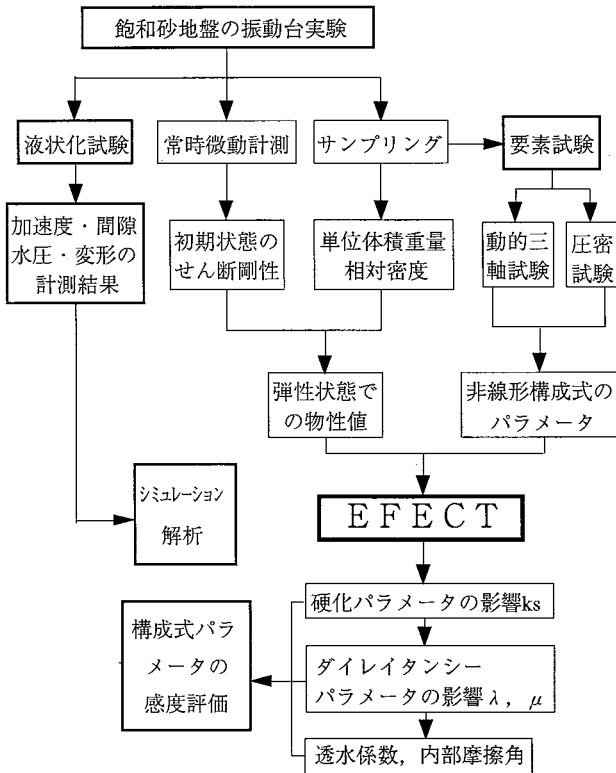 飽和砂地盤の振動台実験
液状化試験
常時微動計測
サンプリング
要素試験
加速度・間隙
水圧・変形の
計測結果
初期状態の
せん断剛性
単位体積重量
相対密度
動的三
軸試験
圧密
試験
弾性状態で
の物性値
非線形構成式の
パラメータ
シミュレーション
解析
ＥＦＥＣＴ
硬化パラメータの影響ks
構成式パラ
メータの
感度評価
ダイレイタンシー
パラメータの影響λ，μ
透水係数，内部摩擦角